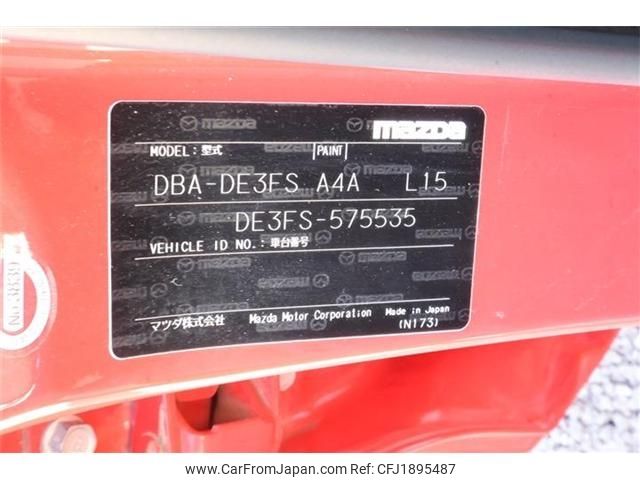 mazda
MODEL:型式 PAINT
DBA-DE3FS A4A L15
DE3FS-575535
VEHICLE ID NO.:車台番号
マツダ株式会社 Mazda Motor Corporation Made in Japan
(N173)
© CarFromJapan | www.carfromjapan.com | CFJ1895487